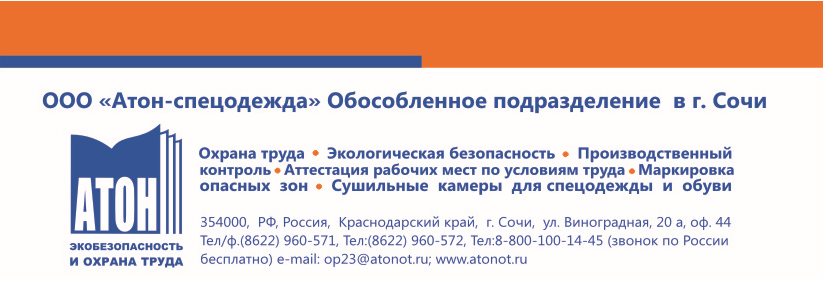 ООО «Атон-спецодежда» Обособленное подразделение в г. Сочи
Охрана труда • Экологическая безопасность • Производственный
контроль • Аттестация рабочих мест по условиям труда • Маркировка
опасных зон • Сушильные камеры для спецодежды и обуви
АТОН
ЭКОБЕЗОПАСНОСТЬ
И ОХРАНА ТРУДА
354000, РФ, Россия, Краснодарский край, г. Сочи, ул. Виноградная, 20 а, оф. 44
Тел/ф.(8622) 960-571, Тел:(8622) 960-572, Тел:8-800-100-14-45 (звонок по России
бесплатно) e-mail: op23@atonot.ru; www.atonot.ru